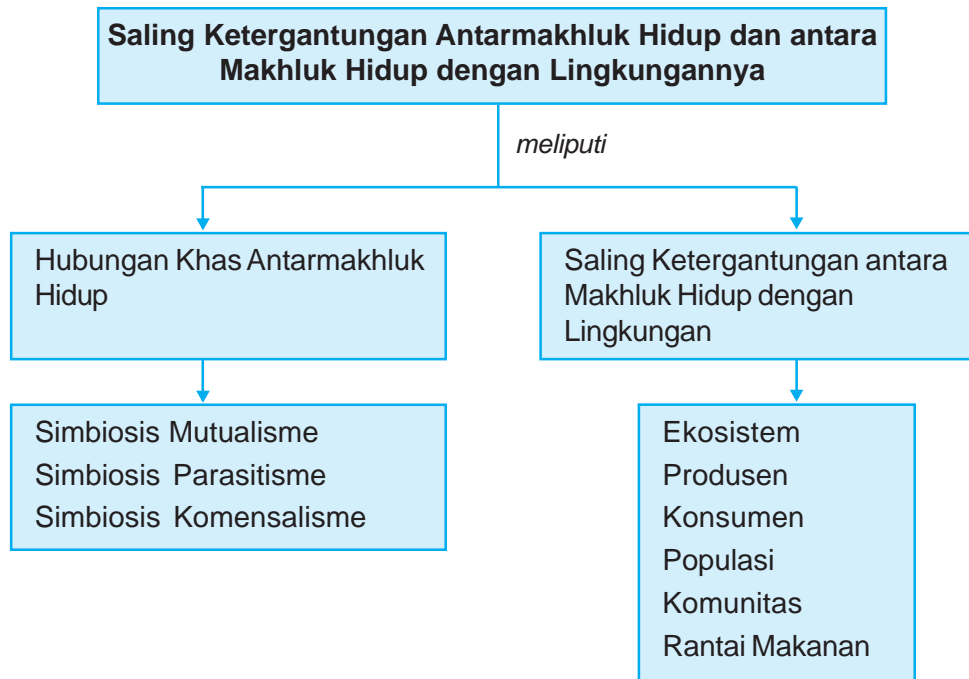 Saling Ketergantungan Antarmakhluk Hidup dan antara
Makhluk Hidup dengan Lingkungannya
meliputi
Hubungan Khas Antarmakhluk
Hidup
Saling Ketergantungan antara
Makhluk Hidup dengan
Lingkungan
Simbiosis Mutualisme
Simbiosis Parasitisme
Simbiosis Komensalisme
Ekosistem
Produsen
Konsumen
Populasi
Komunitas
Rantai Makanan